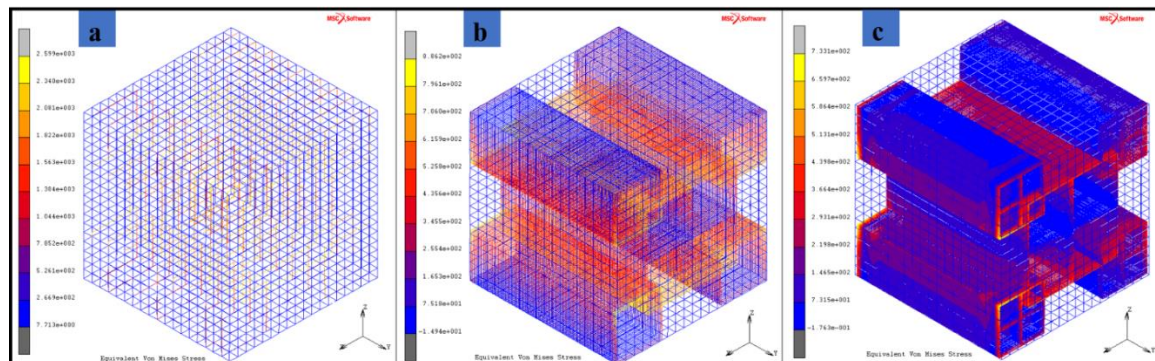 a
MSC Software
2.599e+003
2.340e+003
2.081e+003
1.822e+003
1.563e+003
1.304e+003
1.044e+003
7.852e+002
5.261e+002
2.669e+002
7.713e+000
Z
Y
Equivalent Von Mises Stress
b
MSC Software
8.862e+002
7.961e+002
7.060e+002
6.159e+002
5.258e+002
4.356e+002
3.455e+002
2.554e+002
1.653e+002
7.518e+001
-1.494e+001
Z
Y
Equivalent Von Mises Stress
c
MSC Software
7.331e+002
6.597e+002
5.864e+002
5.131e+002
4.398e+002
3.664e+002
2.931e+002
2.198e+002
1.465e+002
7.315e+001
-1.763e-001
Z
Y
Equivalent Von Mises Stress